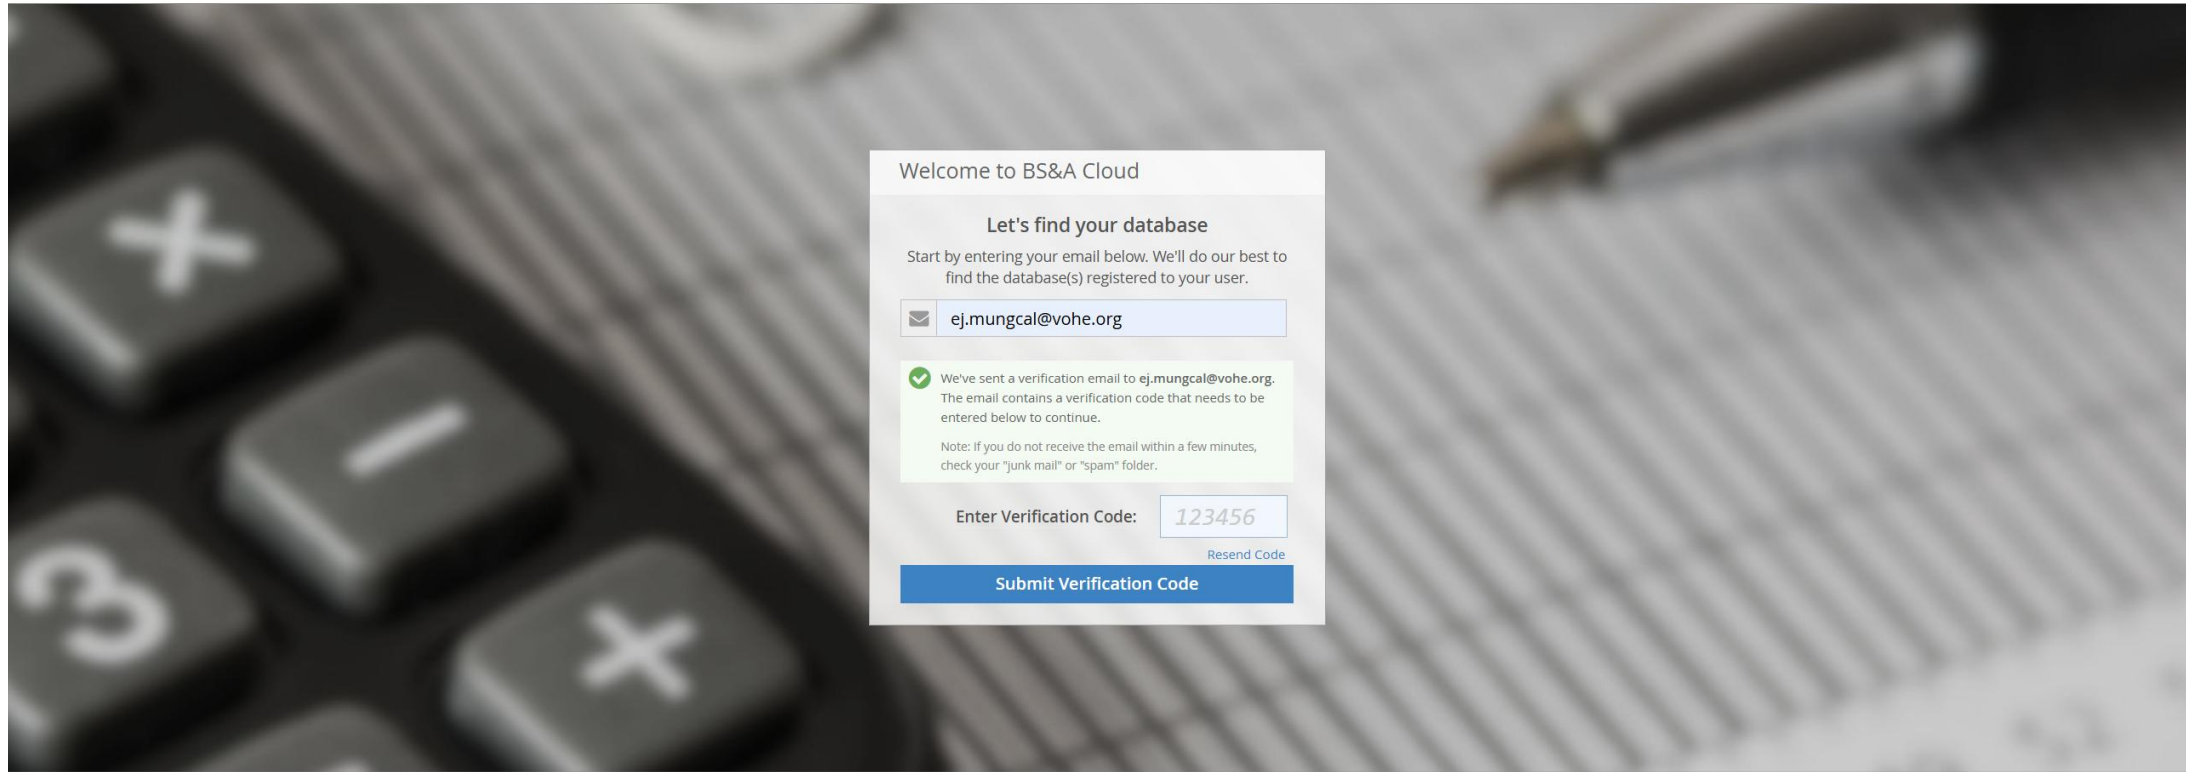 Welcome to BS&A Cloud
Let's find your database
Start by entering your email below. We'll do our best to
find the database(s) registered to your user.
ej.mungcal@vohe.org
We've sent a verification email to ej.mungcal@vohe.org.
The email contains a verification code that needs to be
entered below to continue.
Note: If you do not receive the email within a few minutes,
check your "junk mail" or "spam" folder.
Enter Verification Code: 123456
Resend Code
Submit Verification Code
×
−
3
+